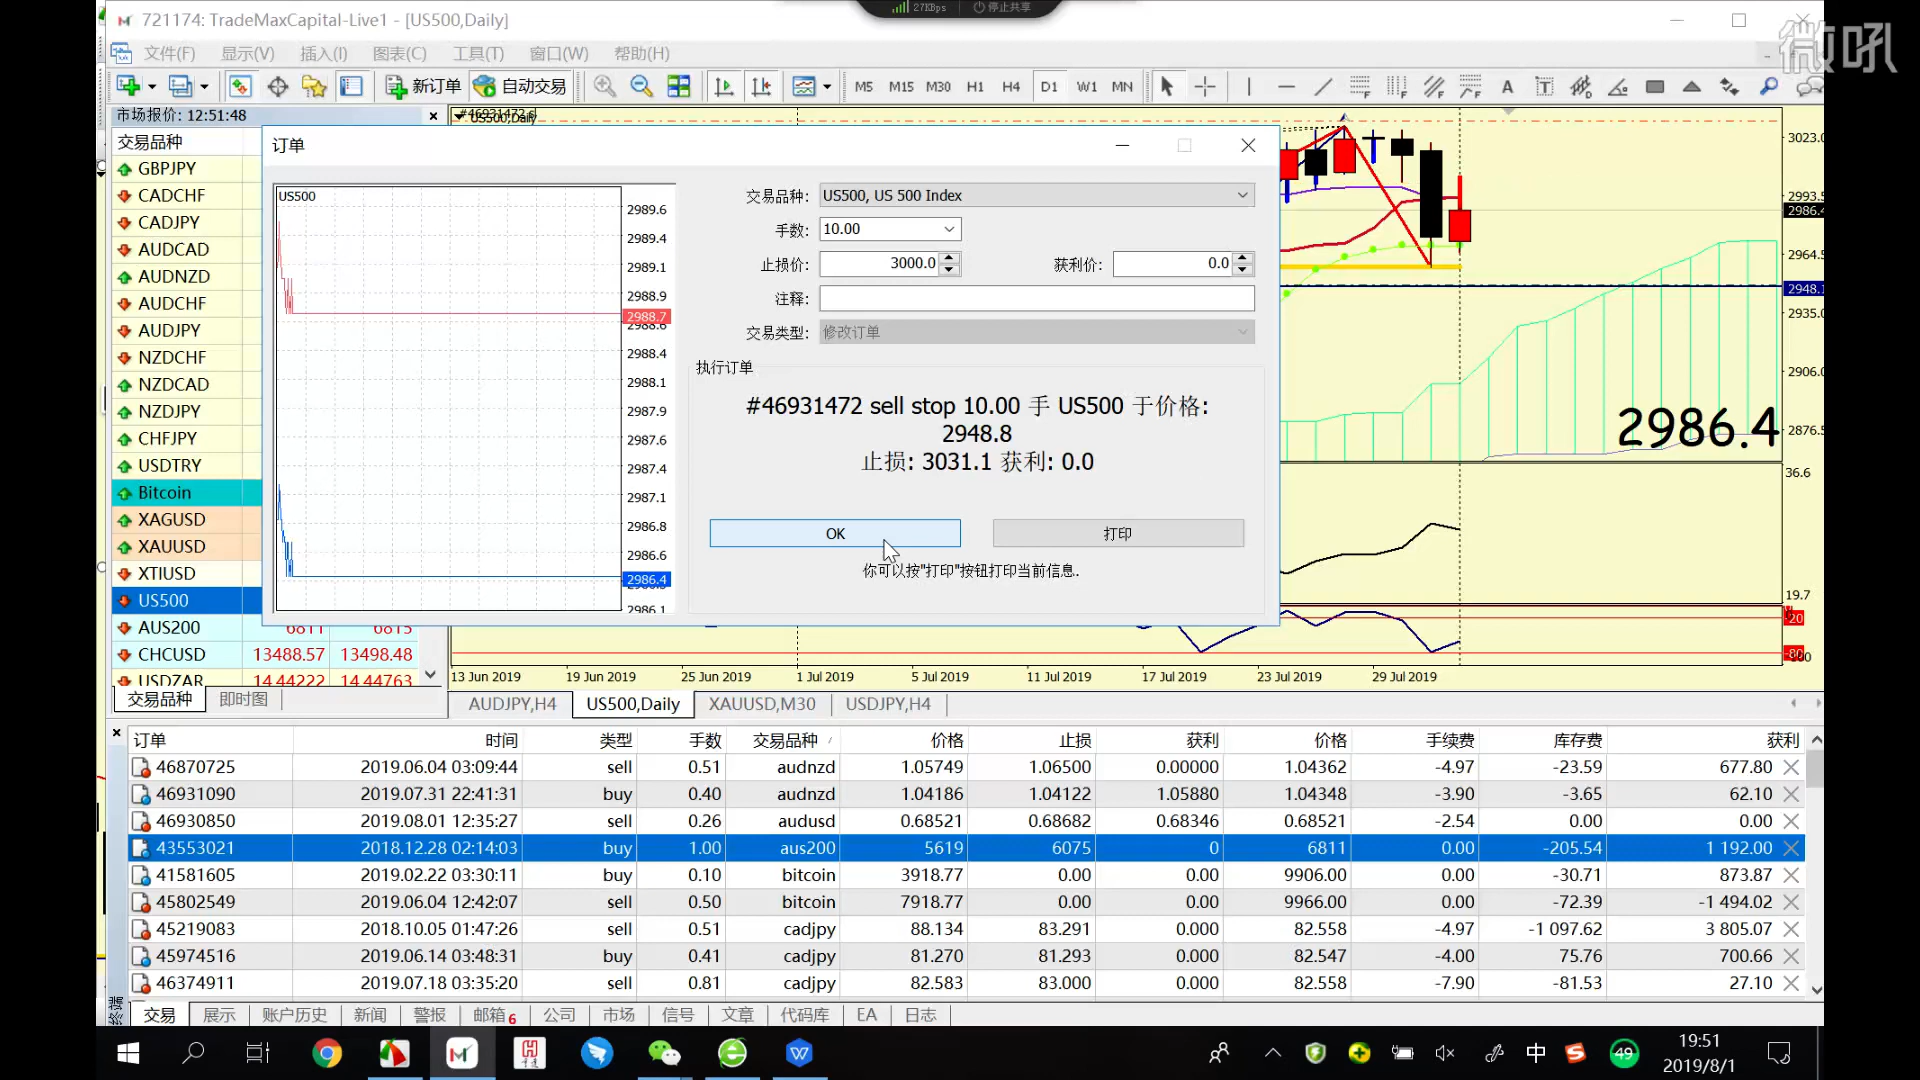 721174: TradeMaxCapital-Live1 - [US500,Daily]
27KBps
停止共享
微吼
文件(F) 显示(V) 插入(I) 图表(C) 工具(T) 窗口(W) 帮助(H)
新订单 自动交易 M5 M15 M30 H1 H4 D1 W1 MN A T
市场报价: 12:51:48
交易品种
GBPJPY
CADCHF
CADJPY
AUDCAD
AUDNZD
AUDCHF
AUDJPY
NZDCHF
NZDCAD
NZDJPY
CHFJPY
USDTRY
Bitcoin
XAGUSD
XAUUSD
XTIUSD
US500
AUS200 6811 6815
CHCUSD 13488.57 13498.48
USDZAR 14.44222 14.44763
交易品种 即时图
订单
US500
2989.6
2989.4
2989.1
2988.9
2988.7
2988.6
2988.4
2988.1
2987.9
2987.6
2987.4
2987.1
2986.8
2986.6
2986.4
2986.1
交易品种: US500, US 500 Index
手数: 10.00
止损价: 3000.0 获利价: 0.0
注释:
交易类型: 修改订单
执行订单
#46931472 sell stop 10.00 手 US500 于价格:
2948.8
止损: 3031.1 获利: 0.0
OK 打印
你可以按"打印"按钮打印当前信息.
3023.0
2993.5
2986.4
2964.5
2948.1
2935.0
2906.0
2876.5
2986.4
36.6
19.7
13 Jun 2019 19 Jun 2019 25 Jun 2019 1 Jul 2019 5 Jul 2019 11 Jul 2019 17 Jul 2019 23 Jul 2019 29 Jul 2019
AUDJPY,H4 US500,Daily XAUUSD,M30 USDJPY,H4
订单 时间 类型 手数 交易品种 价格 止损 获利 价格 手续费 库存费 获利
46870725 2019.06.04 03:09:44 sell 0.51 audnzd 1.05749 1.06500 0.00000 1.04362 -4.97 -23.59 677.80
46931090 2019.07.31 22:41:31 buy 0.40 audnzd 1.04186 1.04122 1.05880 1.04348 -3.90 -3.65 62.10
46930850 2019.08.01 12:35:27 sell 0.26 audusd 0.68521 0.68682 0.68346 0.68521 -2.54 0.00 0.00
43553021 2018.12.28 02:14:03 buy 1.00 aus200 5619 6075 0 6811 0.00 -205.54 1 192.00
41581605 2019.02.22 03:30:11 buy 0.10 bitcoin 3918.77 0.00 0.00 9906.00 0.00 -30.71 873.87
45802549 2019.06.04 12:42:07 sell 0.50 bitcoin 7918.77 0.00 0.00 9966.00 0.00 -72.39 -1 494.02
45219083 2018.10.05 01:47:26 sell 0.51 cadjpy 88.134 83.291 0.000 82.558 -4.97 -1 097.62 3 805.07
45974516 2019.06.14 03:48:31 buy 0.41 cadjpy 81.270 81.293 0.000 82.547 -4.00 75.76 700.66
46374911 2019.07.18 03:35:20 sell 0.81 cadjpy 82.583 83.000 0.000 82.558 -7.90 -81.53 27.10
终端
交易 展示 账户历史 新闻 警报 邮箱 6 公司 市场 信号 文章 代码库 EA 日志
中 49 19:51
2019/8/1